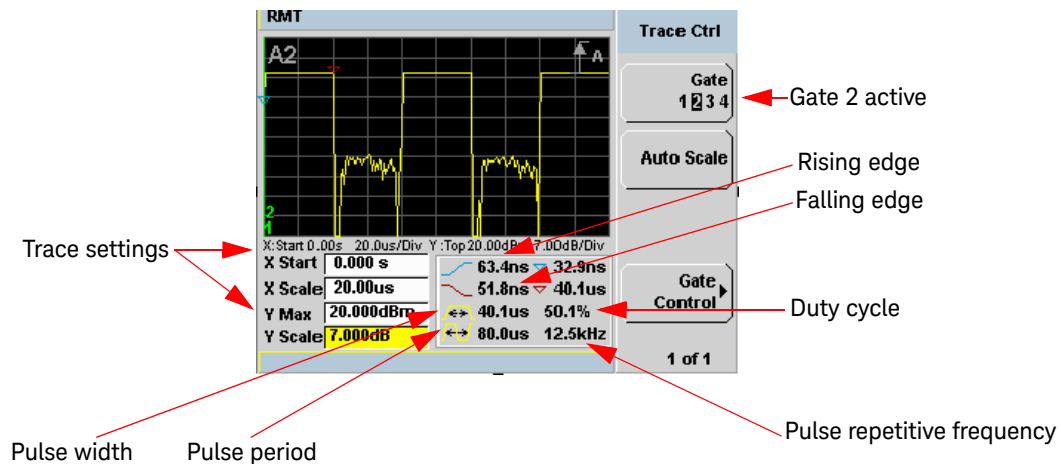 RMT
Trace Ctrl
A2
A
Gate
1 2 3 4
Gate 2 active
Auto Scale
Rising edge
Falling edge
2
1
X:Start 0.00s 20.0us/Div Y:Top 20.00dB 7.00dB/Div
Trace settings
X Start 0.000 s
63.4ns 32.9ns
X Scale 20.00us
51.8ns 40.1us
Gate
Control
Y Max 20.000dBm
40.1us 50.1%
Duty cycle
Y Scale 7.000dB
80.0us 12.5kHz
1 of 1
Pulse width
Pulse period
Pulse repetitive frequency